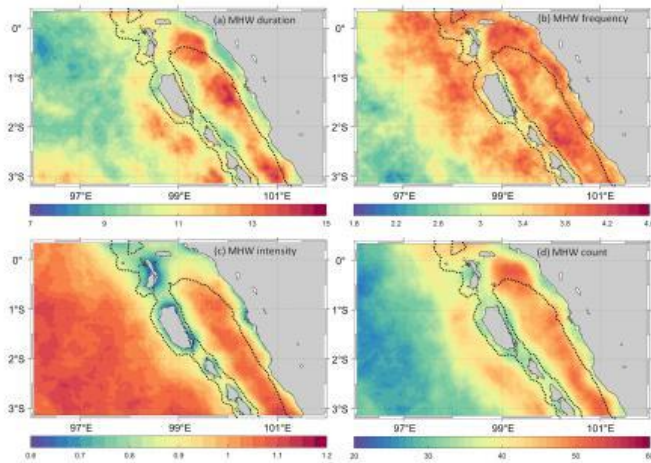 (a) MHW duration
(b) MHW frequency
0°
0°
1°S
1°S
2°S
2°S
3°S
3°S
97°E 99°E 101°E
97°E 99°E 101°E
7 9 11 13 15
1.8 2.2 2.6 3 3.4 3.8 4.2
(c) MHW intensity
(d) MHW count
0°
0°
1°S
1°S
2°S
2°S
3°S
3°S
97°E 99°E 101°E
97°E 99°E 101°E
0.6 0.7 0.8 0.9 1 1.1 1.2
20 30 40 50